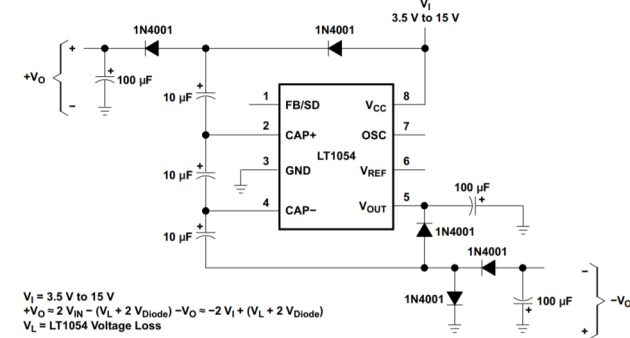 VI
3.5 V to 15 V
1N4001
1N4001
+VO
+
−
+
100 µF
+
10 µF
1
FB/SD
VCC
8
2
CAP+
OSC
7
LT1054
3
GND
VREF
6
+
10 µF
4
CAP−
VOUT
5
100 µF
+
+
10 µF
1N4001
1N4001
1N4001
−
+
100 µF
−VO
+
VI = 3.5 V to 15 V
+VO ≈ 2 VIN − (VL + 2 VDiode) −VO ≈ −2 VI + (VL + 2 VDiode)
VL = LT1054 Voltage Loss